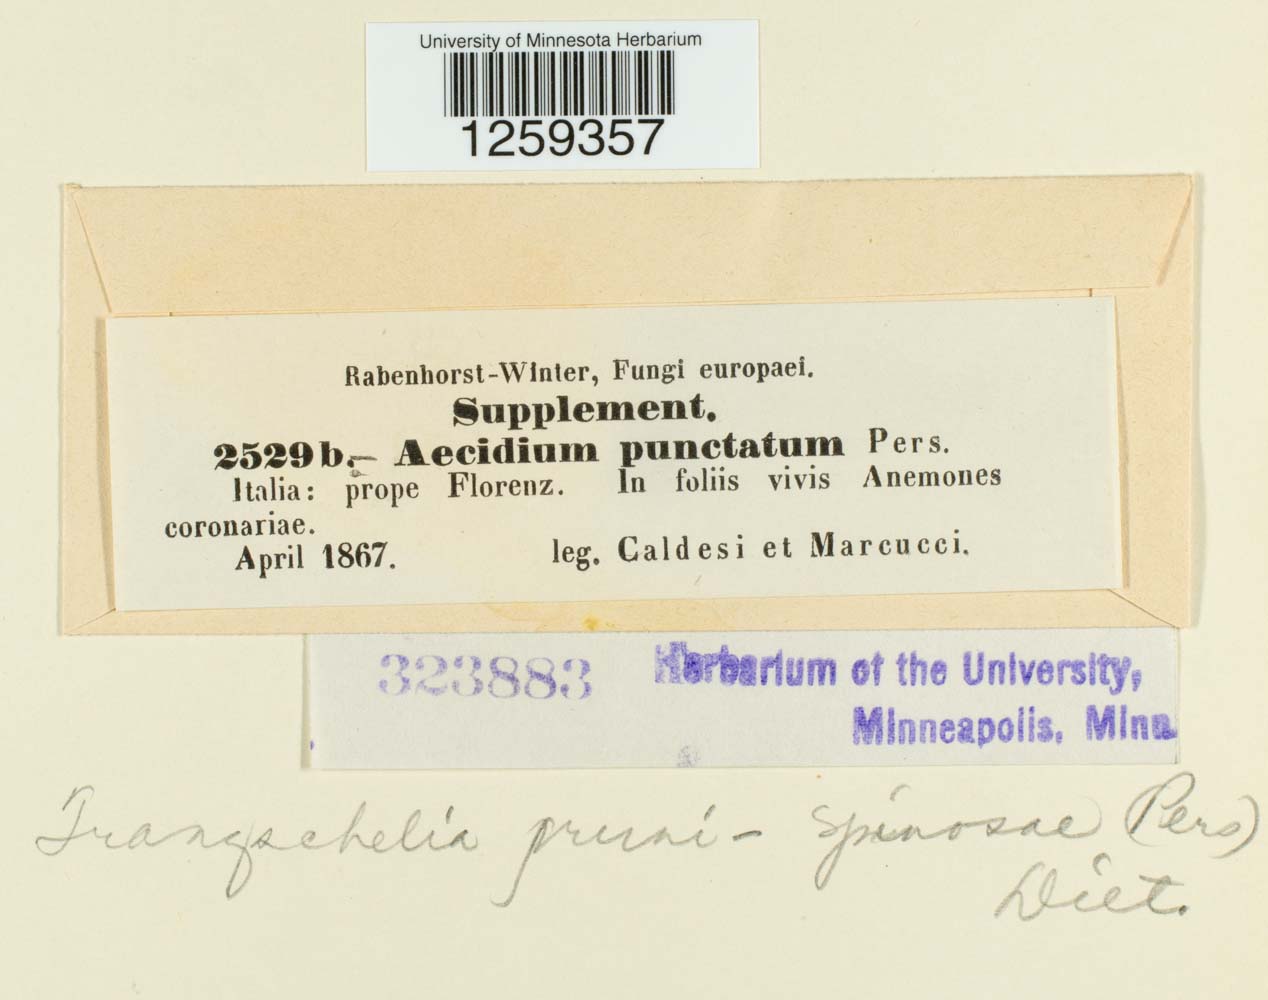 University of Minnesota Herbarium
1259357
Rabenhorst-Winter, Fungi europaei.
Supplement.
2529 b. – Aecidium punctatum Pers.
Italia: prope Florenz. In foliis vivis Anemones
coronariae.
April 1867. leg. Caldesi et Marcucci.
323883 Herbarium of the University,
Minneapolis, Minn.
Tranzschelia pruni-spinosae (Pers)
Diet.